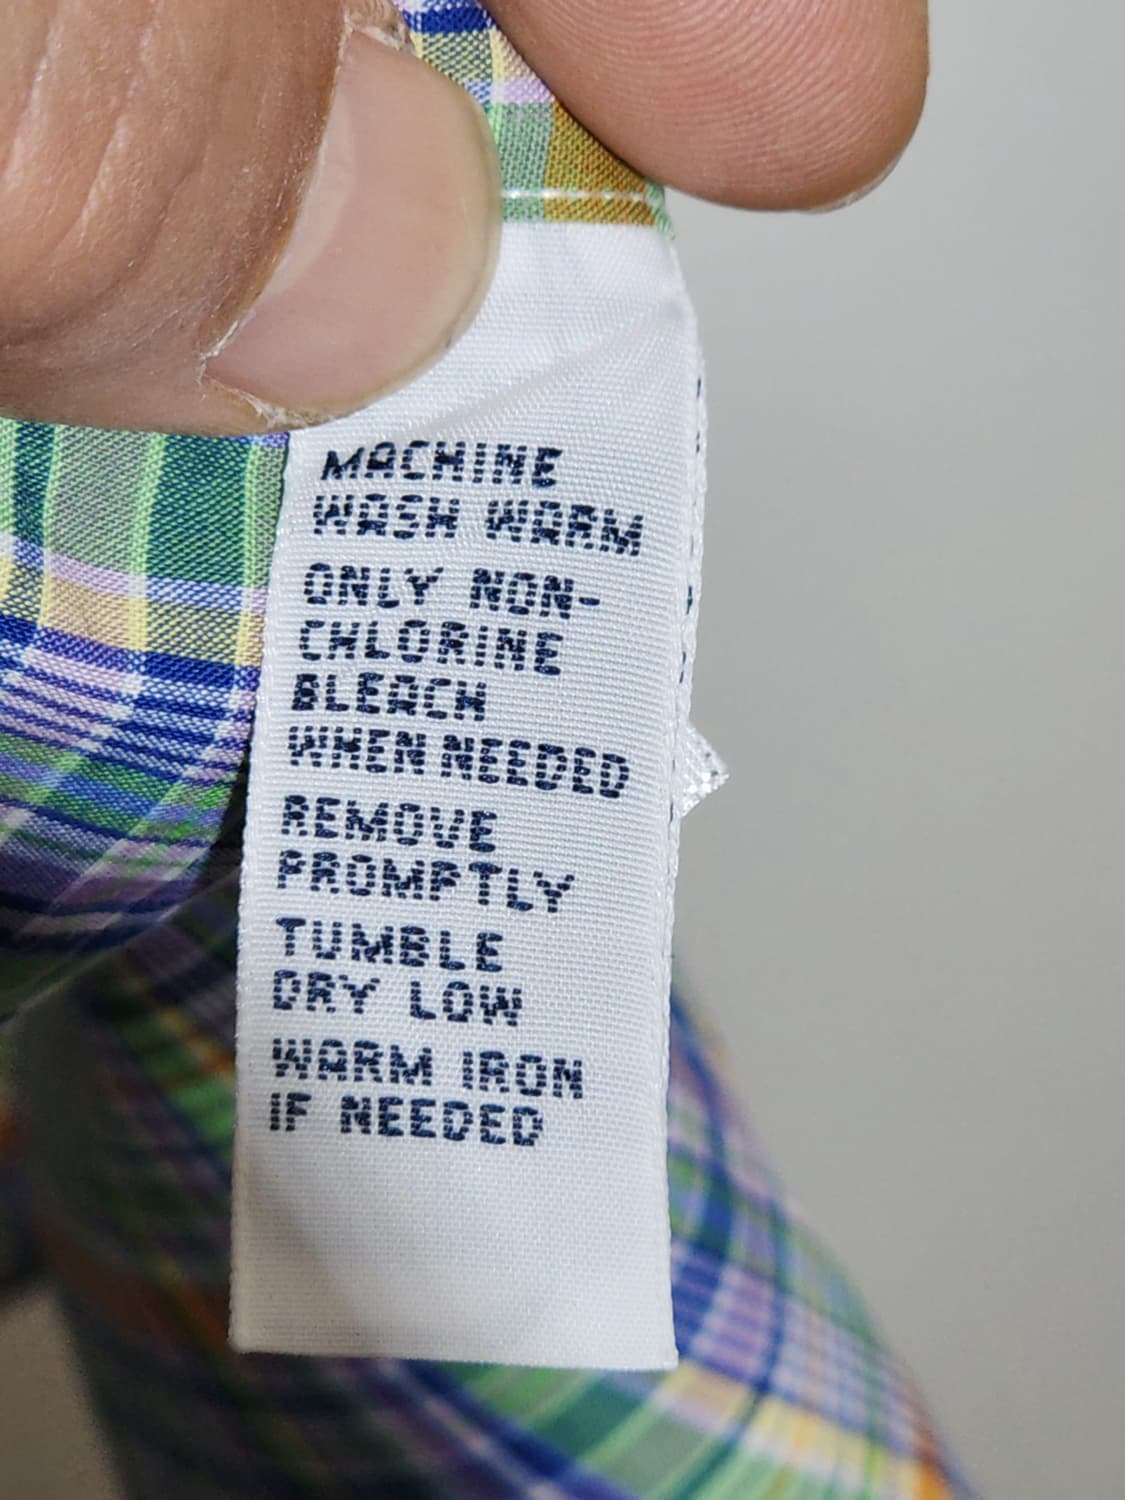 MACHINE
WASH WARM
ONLY NON-
CHLORINE
BLEACH
WHEN NEEDED
REMOVE
PROMPTLY
TUMBLE
DRY LOW
WARM IRON
IF NEEDED